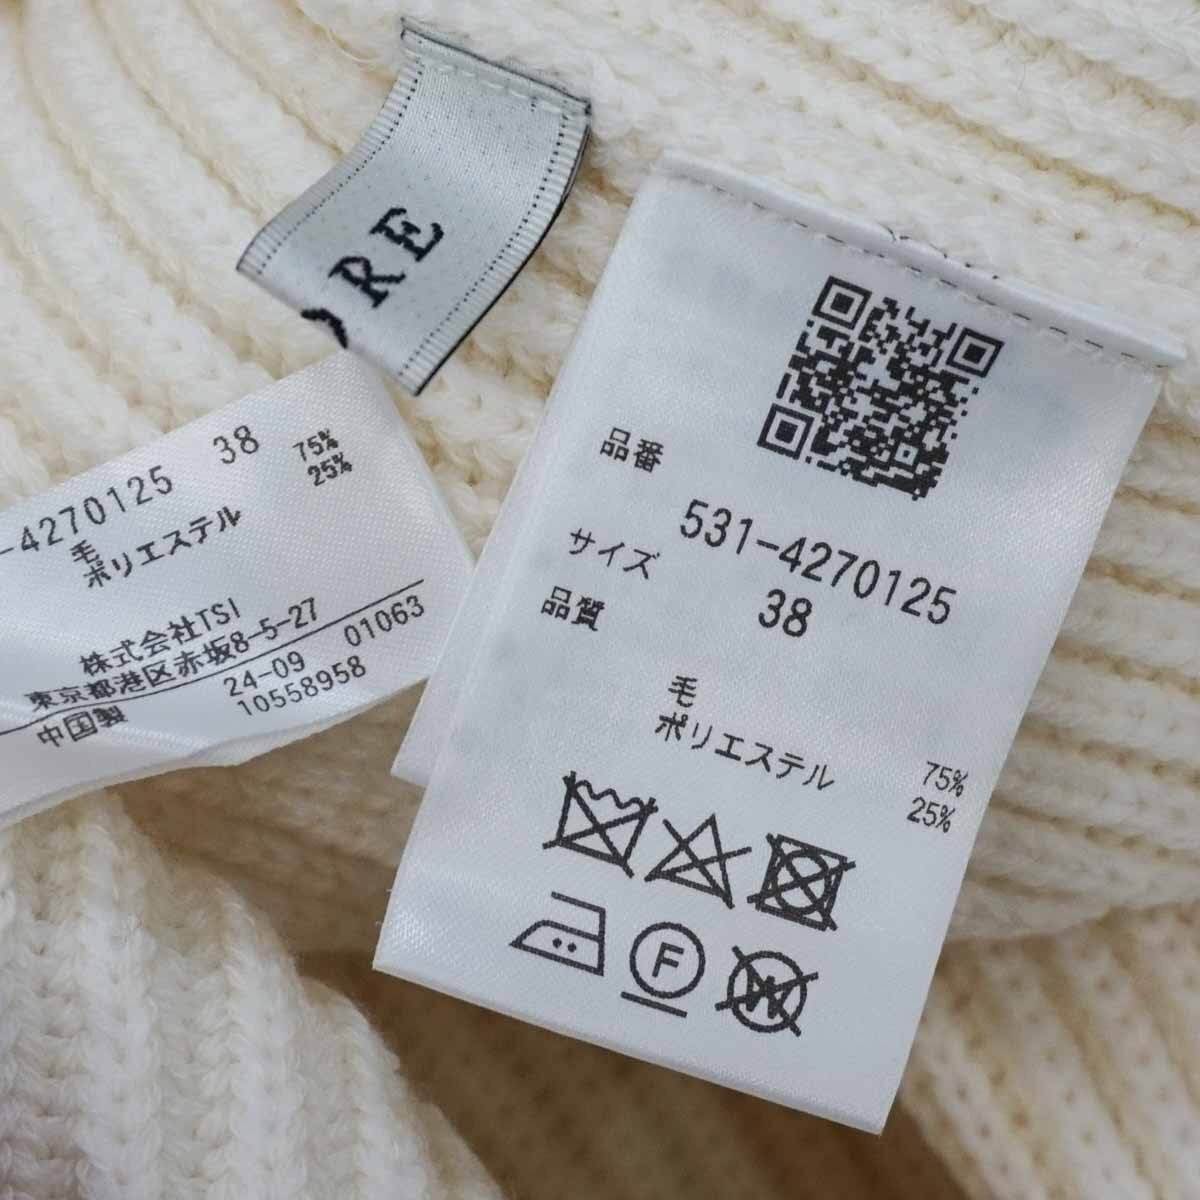 ORE
品番
531-4270125
サイズ 38
品質
毛 75%
ポリエステル 25%
F
W
-4270125 38
毛 75%
ポリエステル 25%
株式会社TSI
東京都港区赤坂8-5-27
中国製 24-09 01063
10558958